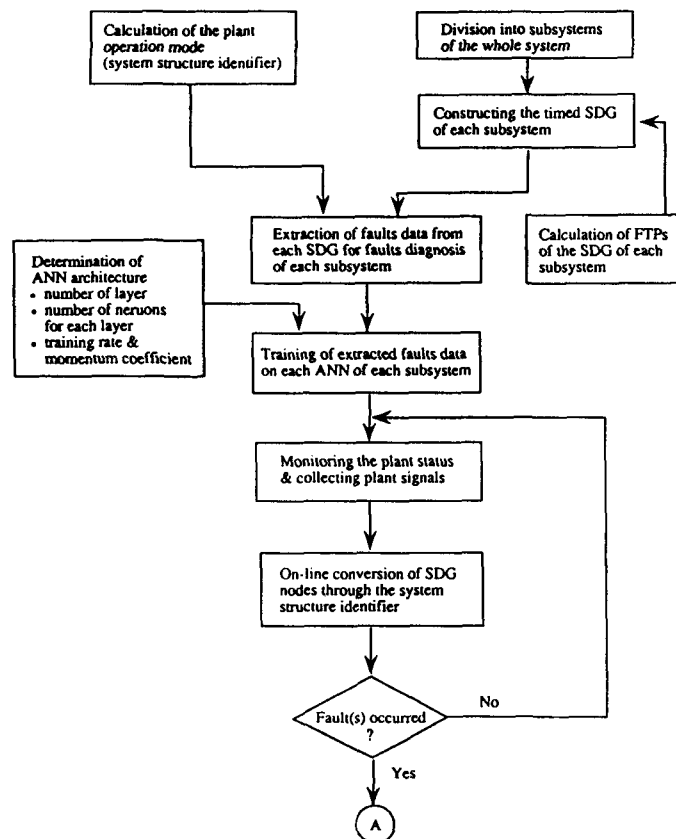 Calculation of the plant
operation mode
(system structure identifier)
Division into subsystems
of the whole system
Constructing the timed SDG
of each subsystem
Extraction of faults data from
each SDG for faults diagnosis
of each subsystem
Calculation of FTPs
of the SDG of each
subsystem
Determination of
ANN architecture
• number of layer
• number of neruons
for each layer
• training rate &
momentum coefficient
Training of extracted faults data
on each ANN of each subsystem
Monitoring the plant status
& collecting plant signals
On-line conversion of SDG
nodes through the system
structure identifier
Fault(s) occurred
?
No
Yes
A